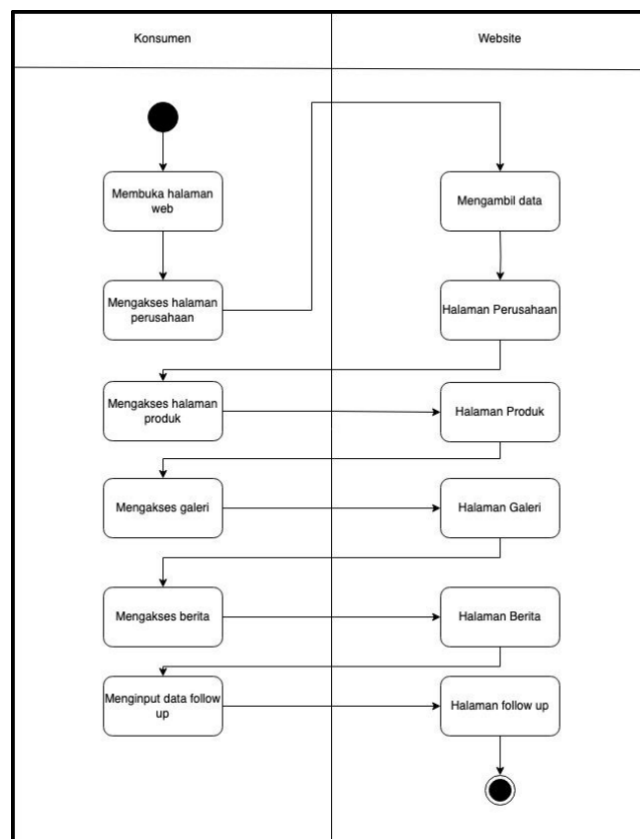 Konsumen
Website
Membuka halaman
web
Mengambil data
Mengakses halaman
perusahaan
Halaman Perusahaan
Mengakses halaman
produk
Halaman Produk
Mengakses galeri
Halaman Galeri
Mengakses berita
Halaman Berita
Menginput data follow
up
Halaman follow up